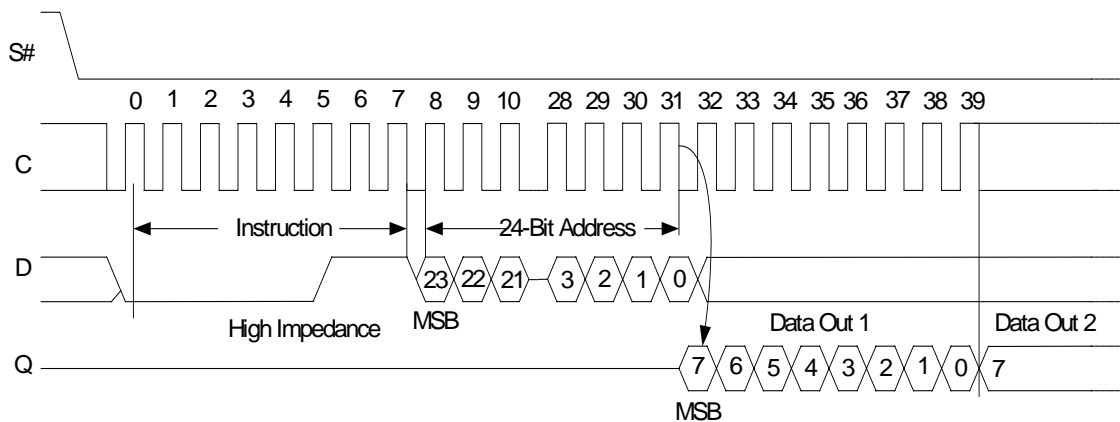 S#
0 1 2 3 4 5 6 7 8 9 10 28 29 30 31 32 33 34 35 36 37 38 39
C
Instruction 24-Bit Address
D
23 22 21 3 2 1 0
High Impedance MSB Data Out 1 Data Out 2
Q
7 6 5 4 3 2 1 0 7
MSB